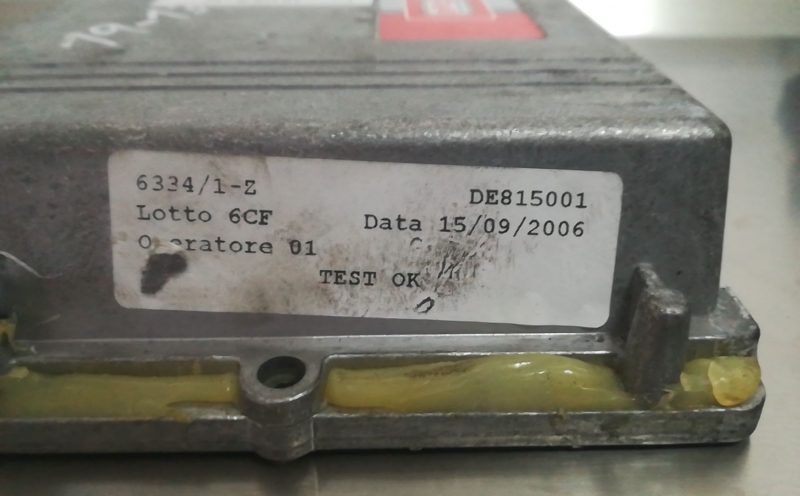 6334/1-Z DE815001
Lotto 6CF Data 15/09/2006
Operatore 01
TEST OK